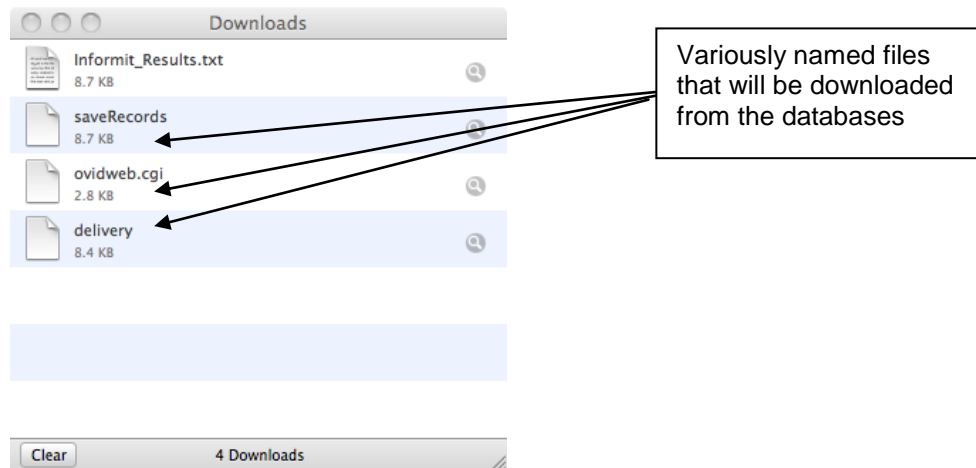 Downloads
Informit_Results.txt
8.7 KB
saveRecords
8.7 KB
ovidweb.cgi
2.8 KB
delivery
8.4 KB
Clear
4 Downloads
Variously named files
that will be downloaded
from the databases